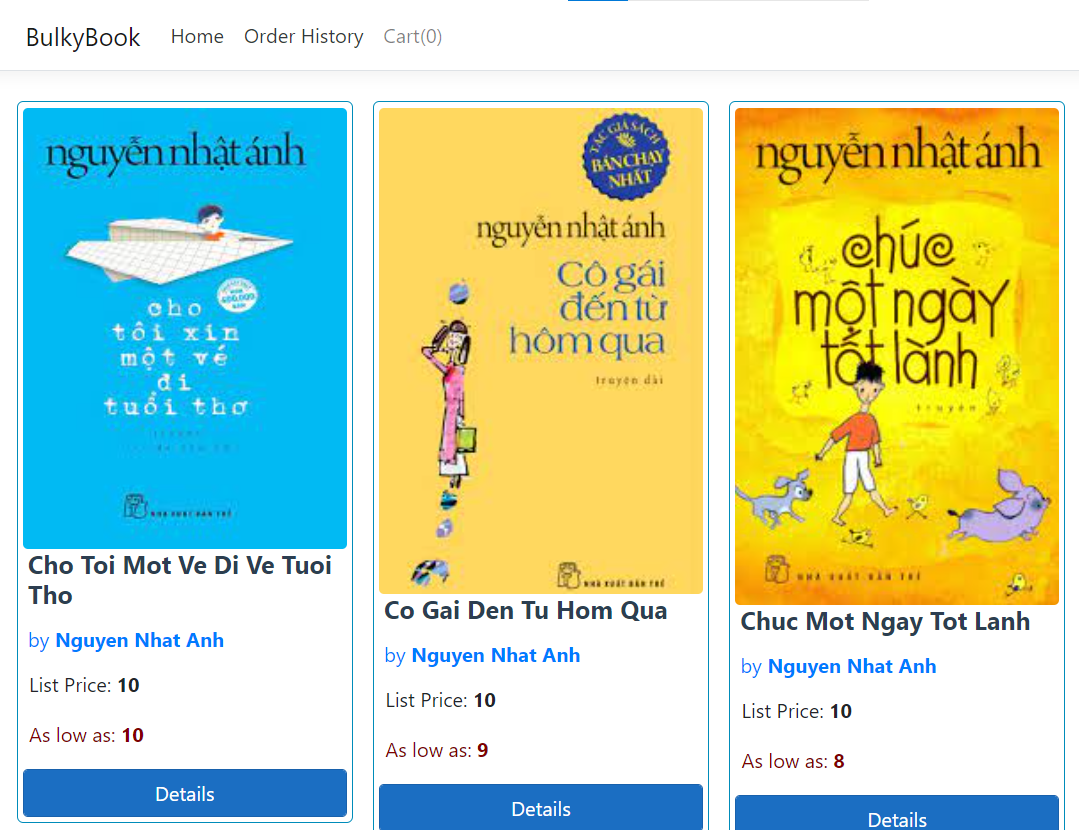 BulkyBook Home Order History Cart(0)
nguyễn nhật ánh
cho
tôi xin
một vé
đi
tuổi thơ
NHÀ XUẤT BẢN TRẺ
Cho Toi Mot Ve Di Ve Tuoi
Tho
by Nguyen Nhat Anh
List Price: 10
As low as: 10
Details
TÁC GIẢ SÁCH
BÁN CHẠY
NHẤT
nguyễn nhật ánh
Cô gái
đến từ
hôm qua
truyện dài
NHÀ XUẤT BẢN TRẺ
Co Gai Den Tu Hom Qua
by Nguyen Nhat Anh
List Price: 10
As low as: 9
Details
nguyễn nhật ánh
chúc
một ngày
tốt lành
truyện
NHÀ XUẤT BẢN TRẺ
Chuc Mot Ngay Tot Lanh
by Nguyen Nhat Anh
List Price: 10
As low as: 8
Details